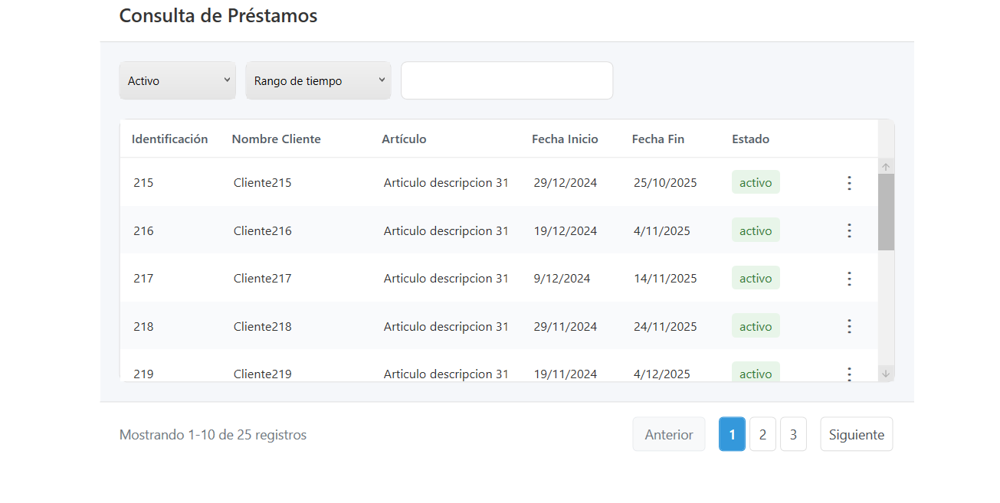 Consulta de Préstamos
Activo Rango de tiempo
Identificación Nombre Cliente Artículo Fecha Inicio Fecha Fin Estado
215 Cliente215 Articulo descripcion 31 29/12/2024 25/10/2025 activo
216 Cliente216 Articulo descripcion 31 19/12/2024 4/11/2025 activo
217 Cliente217 Articulo descripcion 31 9/12/2024 14/11/2025 activo
218 Cliente218 Articulo descripcion 31 29/11/2024 24/11/2025 activo
219 Cliente219 Articulo descripcion 31 19/11/2024 4/12/2025 activo
Mostrando 1-10 de 25 registros Anterior 1 2 3 Siguiente